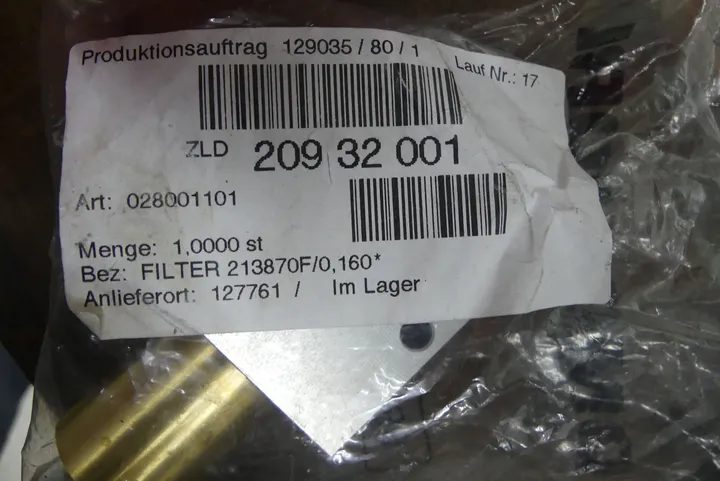 Produktionsauftrag 129035 / 80 / 1
Lauf Nr.: 17
ZLD 209 32 001
Art: 028001101
Menge: 1,0000 st
Bez: FILTER 213870F/0,160*
Anlieferort: 127761 / Im Lager